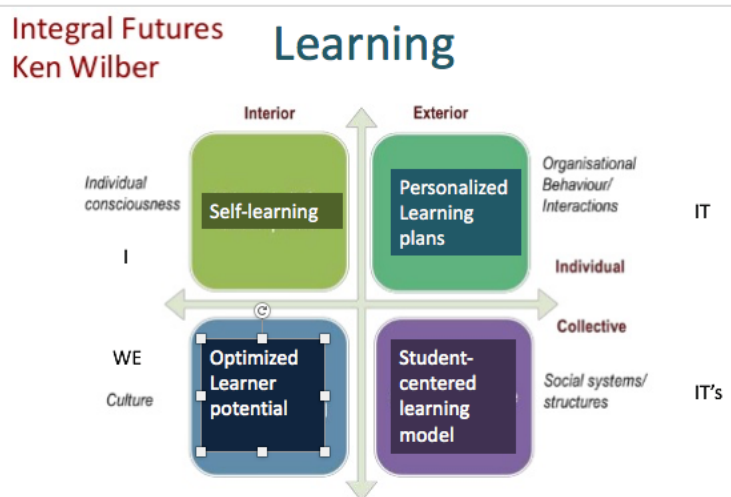 Integral Futures
Ken Wilber
Learning
Interior
Exterior
Individual
consciousness
I
Self-learning
Personalized
Learning
plans
Organisational
Behaviour/
Interactions
IT
Individual
Collective
WE
Culture
Optimized
Learner
potential
Student-
centered
learning
model
Social systems/
structures
IT's